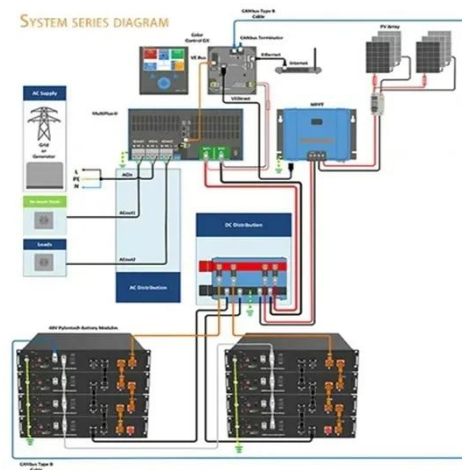 SYSTEM SERIES DIAGRAM
CANbus Type B
Cable
Color
Control GX
CANbus Terminator
PV Array
VE Bus
Ethernet
Internet
AC Supply
MultiPlus-II
VE Direct
MPPT
Grid
or
Generator
L
PE
N
ACin
ACout1
DC Distribution
Loads
ACout2
AC Distribution
48V Pylontech Battery Modules
CANbus Type B
Cable